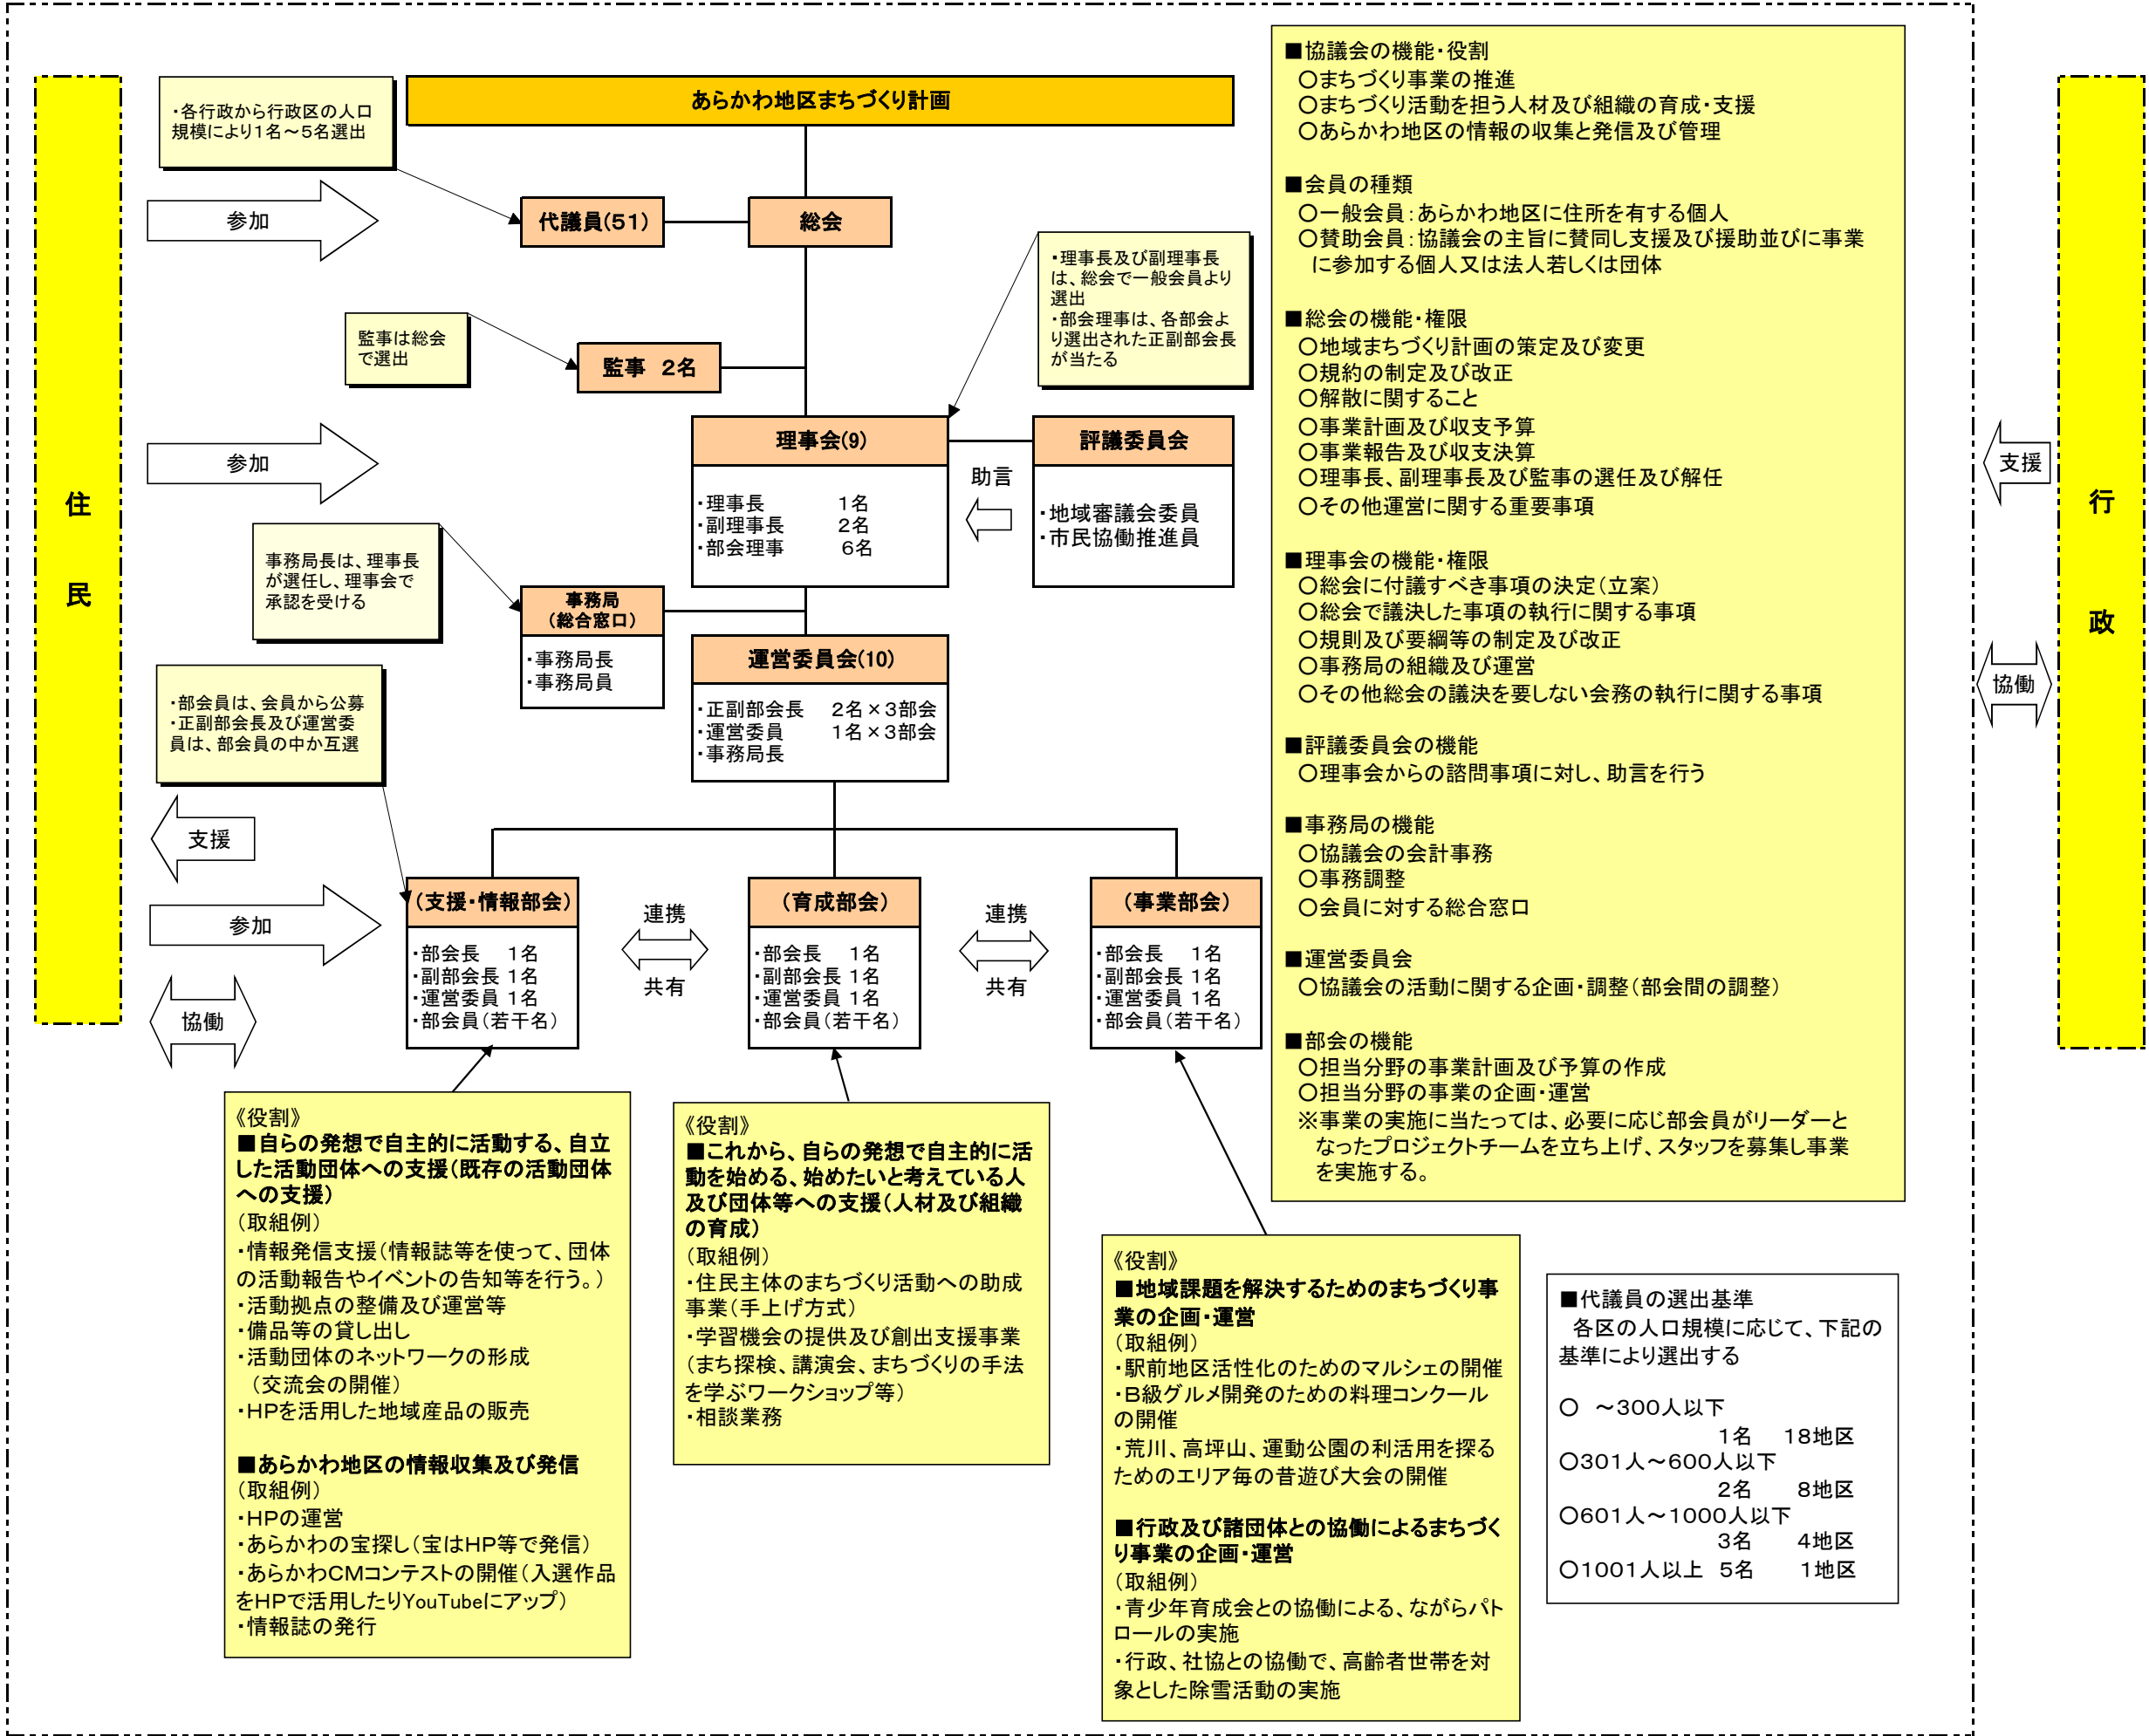 住
民
・各行政から行政区の人口
規模により1名～5名選出
あらかわ地区まちづくり計画
参加
代議員(51)
総会
監事は総会
で選出
監事　2名
・理事長及び副理事長
は、総会で一般会員より
選出
・部会理事は、各部会よ
り選出された正副部会長
が当たる
参加
理事会(9)
・理事長　1名
・副理事長　2名
・部会理事　6名
助言
評議委員会
・地域審議会委員
・市民協働推進員
事務局長は、理事長
が選任し、理事会で
承認を受ける
事務局
（総合窓口）
・事務局長
・事務局員
運営委員会(10)
・正副部会長　2名×3部会
・運営委員　1名×3部会
・事務局長
・部会員は、会員から公募
・正副部会長及び運営委
員は、部会員の中か互選
支援
参加
協働
（支援・情報部会）
・部会長　1名
・副部会長 1名
・運営委員 1名
・部会員（若干名）
連携
共有
（育成部会）
・部会長　1名
・副部会長 1名
・運営委員 1名
・部会員（若干名）
連携
共有
（事業部会）
・部会長　1名
・副部会長 1名
・運営委員 1名
・部会員（若干名）
《役割》
■自らの発想で自主的に活動する、自立
した活動団体への支援（既存の活動団体
への支援）
（取組例）
・情報発信支援（情報誌等を使って、団体
の活動報告やイベントの告知等を行う。）
・活動拠点の整備及び運営等
・備品等の貸し出し
・活動団体のネットワークの形成
（交流会の開催）
・HPを活用した地域産品の販売
■あらかわ地区の情報収集及び発信
（取組例）
・HPの運営
・あらかわの宝探し（宝はHP等で発信）
・あらかわCMコンテストの開催（入選作品
をHPで活用したりYouTubeにアップ）
・情報誌の発行
《役割》
■これから、自らの発想で自主的に活
動を始める、始めたいと考えている人
及び団体等への支援（人材及び組織
の育成）
（取組例）
・住民主体のまちづくり活動への助成
事業（手上げ方式）
・学習機会の提供及び創出支援事業
（まち探検、講演会、まちづくりの手法
を学ぶワークショップ等）
・相談業務
《役割》
■地域課題を解決するためのまちづくり事
業の企画・運営
（取組例）
・駅前地区活性化のためのマルシェの開催
・B級グルメ開発のための料理コンクール
の開催
・荒川、高坪山、運動公園の利活用を探る
ためのエリア毎の昔遊び大会の開催
■行政及び諸団体との協働によるまちづく
り事業の企画・運営
（取組例）
・青少年育成会との協働による、ながらパト
ロールの実施
・行政、社協との協働で、高齢者世帯を対
象とした除雪活動の実施
■協議会の機能・役割
○まちづくり事業の推進
○まちづくり活動を担う人材及び組織の育成・支援
○あらかわ地区の情報の収集と発信及び管理
■会員の種類
○一般会員：あらかわ地区に住所を有する個人
○賛助会員：協議会の主旨に賛同し支援及び援助並びに事業
に参加する個人又は法人若しくは団体
■総会の機能・権限
○地域まちづくり計画の策定及び変更
○規約の制定及び改正
○解散に関すること
○事業計画及び収支予算
○事業報告及び収支決算
○理事長、副理事長及び監事の選任及び解任
○その他運営に関する重要事項
■理事会の機能・権限
○総会に付議すべき事項の決定（立案）
○総会で議決した事項の執行に関する事項
○規則及び要綱等の制定及び改正
○事務局の組織及び運営
○その他総会の議決を要しない会務の執行に関する事項
■評議委員会の機能
○理事会からの諮問事項に対し、助言を行う
■事務局の機能
○協議会の会計事務
○事務調整
○会員に対する総合窓口
■運営委員会
○協議会の活動に関する企画・調整（部会間の調整）
■部会の機能
○担当分野の事業計画及び予算の作成
○担当分野の事業の企画・運営
※事業の実施に当たっては、必要に応じ部会員がリーダーと
なったプロジェクトチームを立ち上げ、スタッフを募集し事業
を実施する。
■代議員の選出基準
各区の人口規模に応じて、下記の
基準により選出する
○　～300人以下
1名　18地区
○301人～600人以下
2名　8地区
○601人～1000人以下
3名　4地区
○1001人以上　5名　1地区
支援
協働
行
政